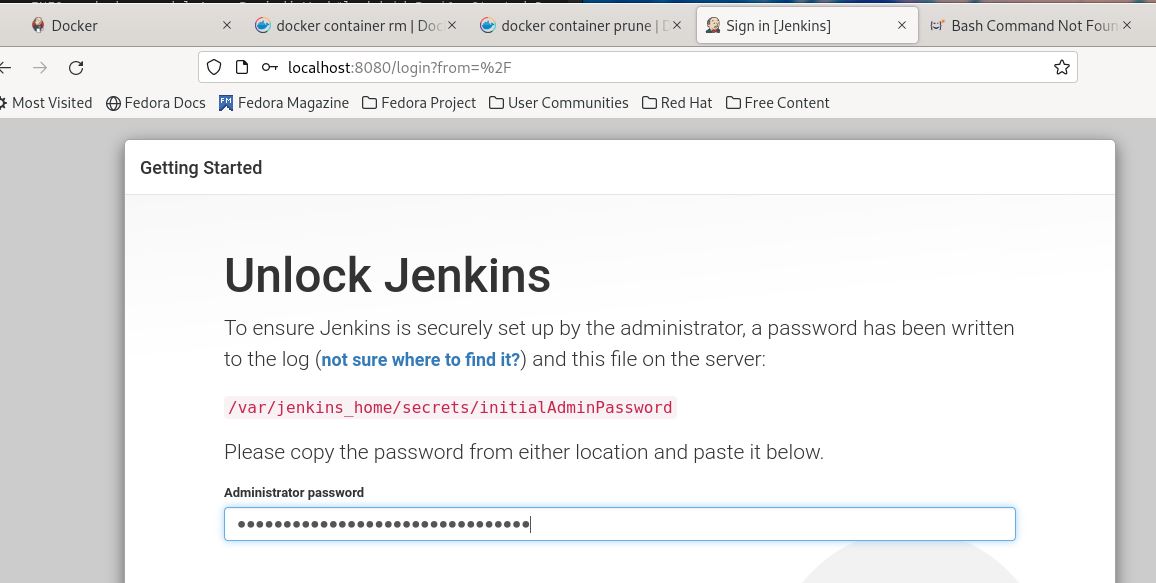 Docker
docker container rm | Doc
docker container prune | D
Sign in [Jenkins]
Bash Command Not Foun
localhost:8080/login?from=%2F
Most Visited
Fedora Docs
Fedora Magazine
Fedora Project
User Communities
Red Hat
Free Content
Getting Started
Unlock Jenkins
To ensure Jenkins is securely set up by the administrator, a password has been written
to the log (not sure where to find it?) and this file on the server:
/var/jenkins_home/secrets/initialAdminPassword
Please copy the password from either location and paste it below.
Administrator password